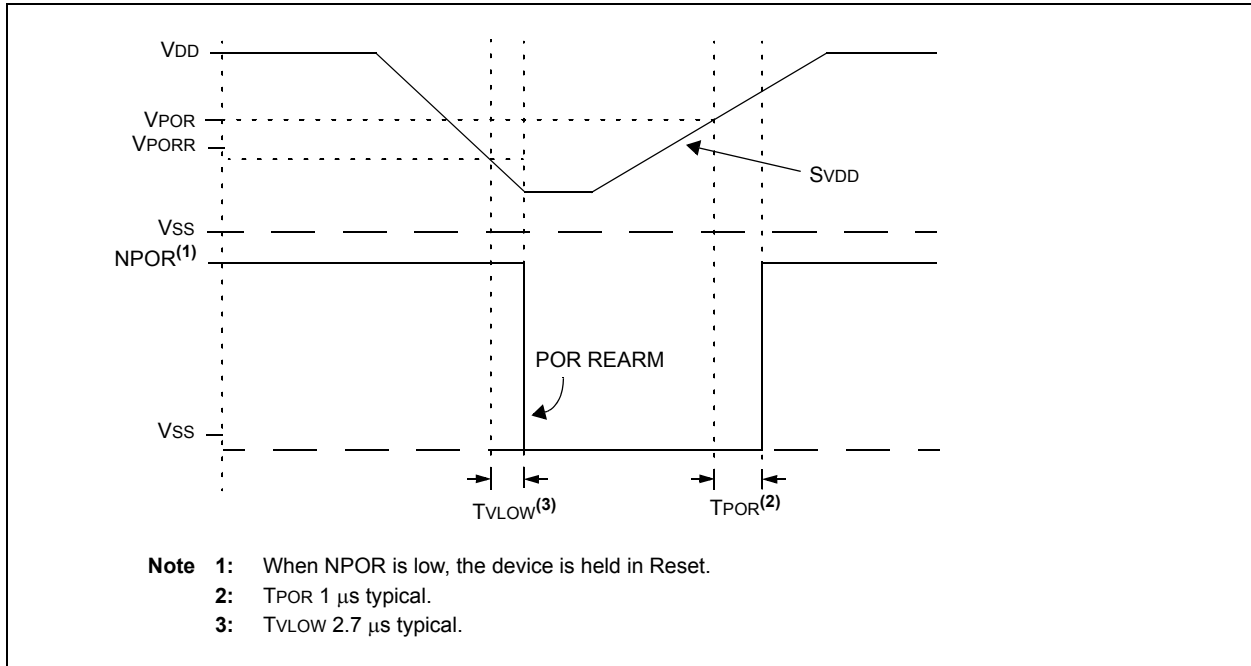 VDD
VPOR
VPORR
SVDD
VSS
NPOR(1)
POR REARM
VSS
TVLOW(3)
TPOR(2)
Note 1: When NPOR is low, the device is held in Reset.
2: TPOR 1 μs typical.
3: TVLOW 2.7 μs typical.